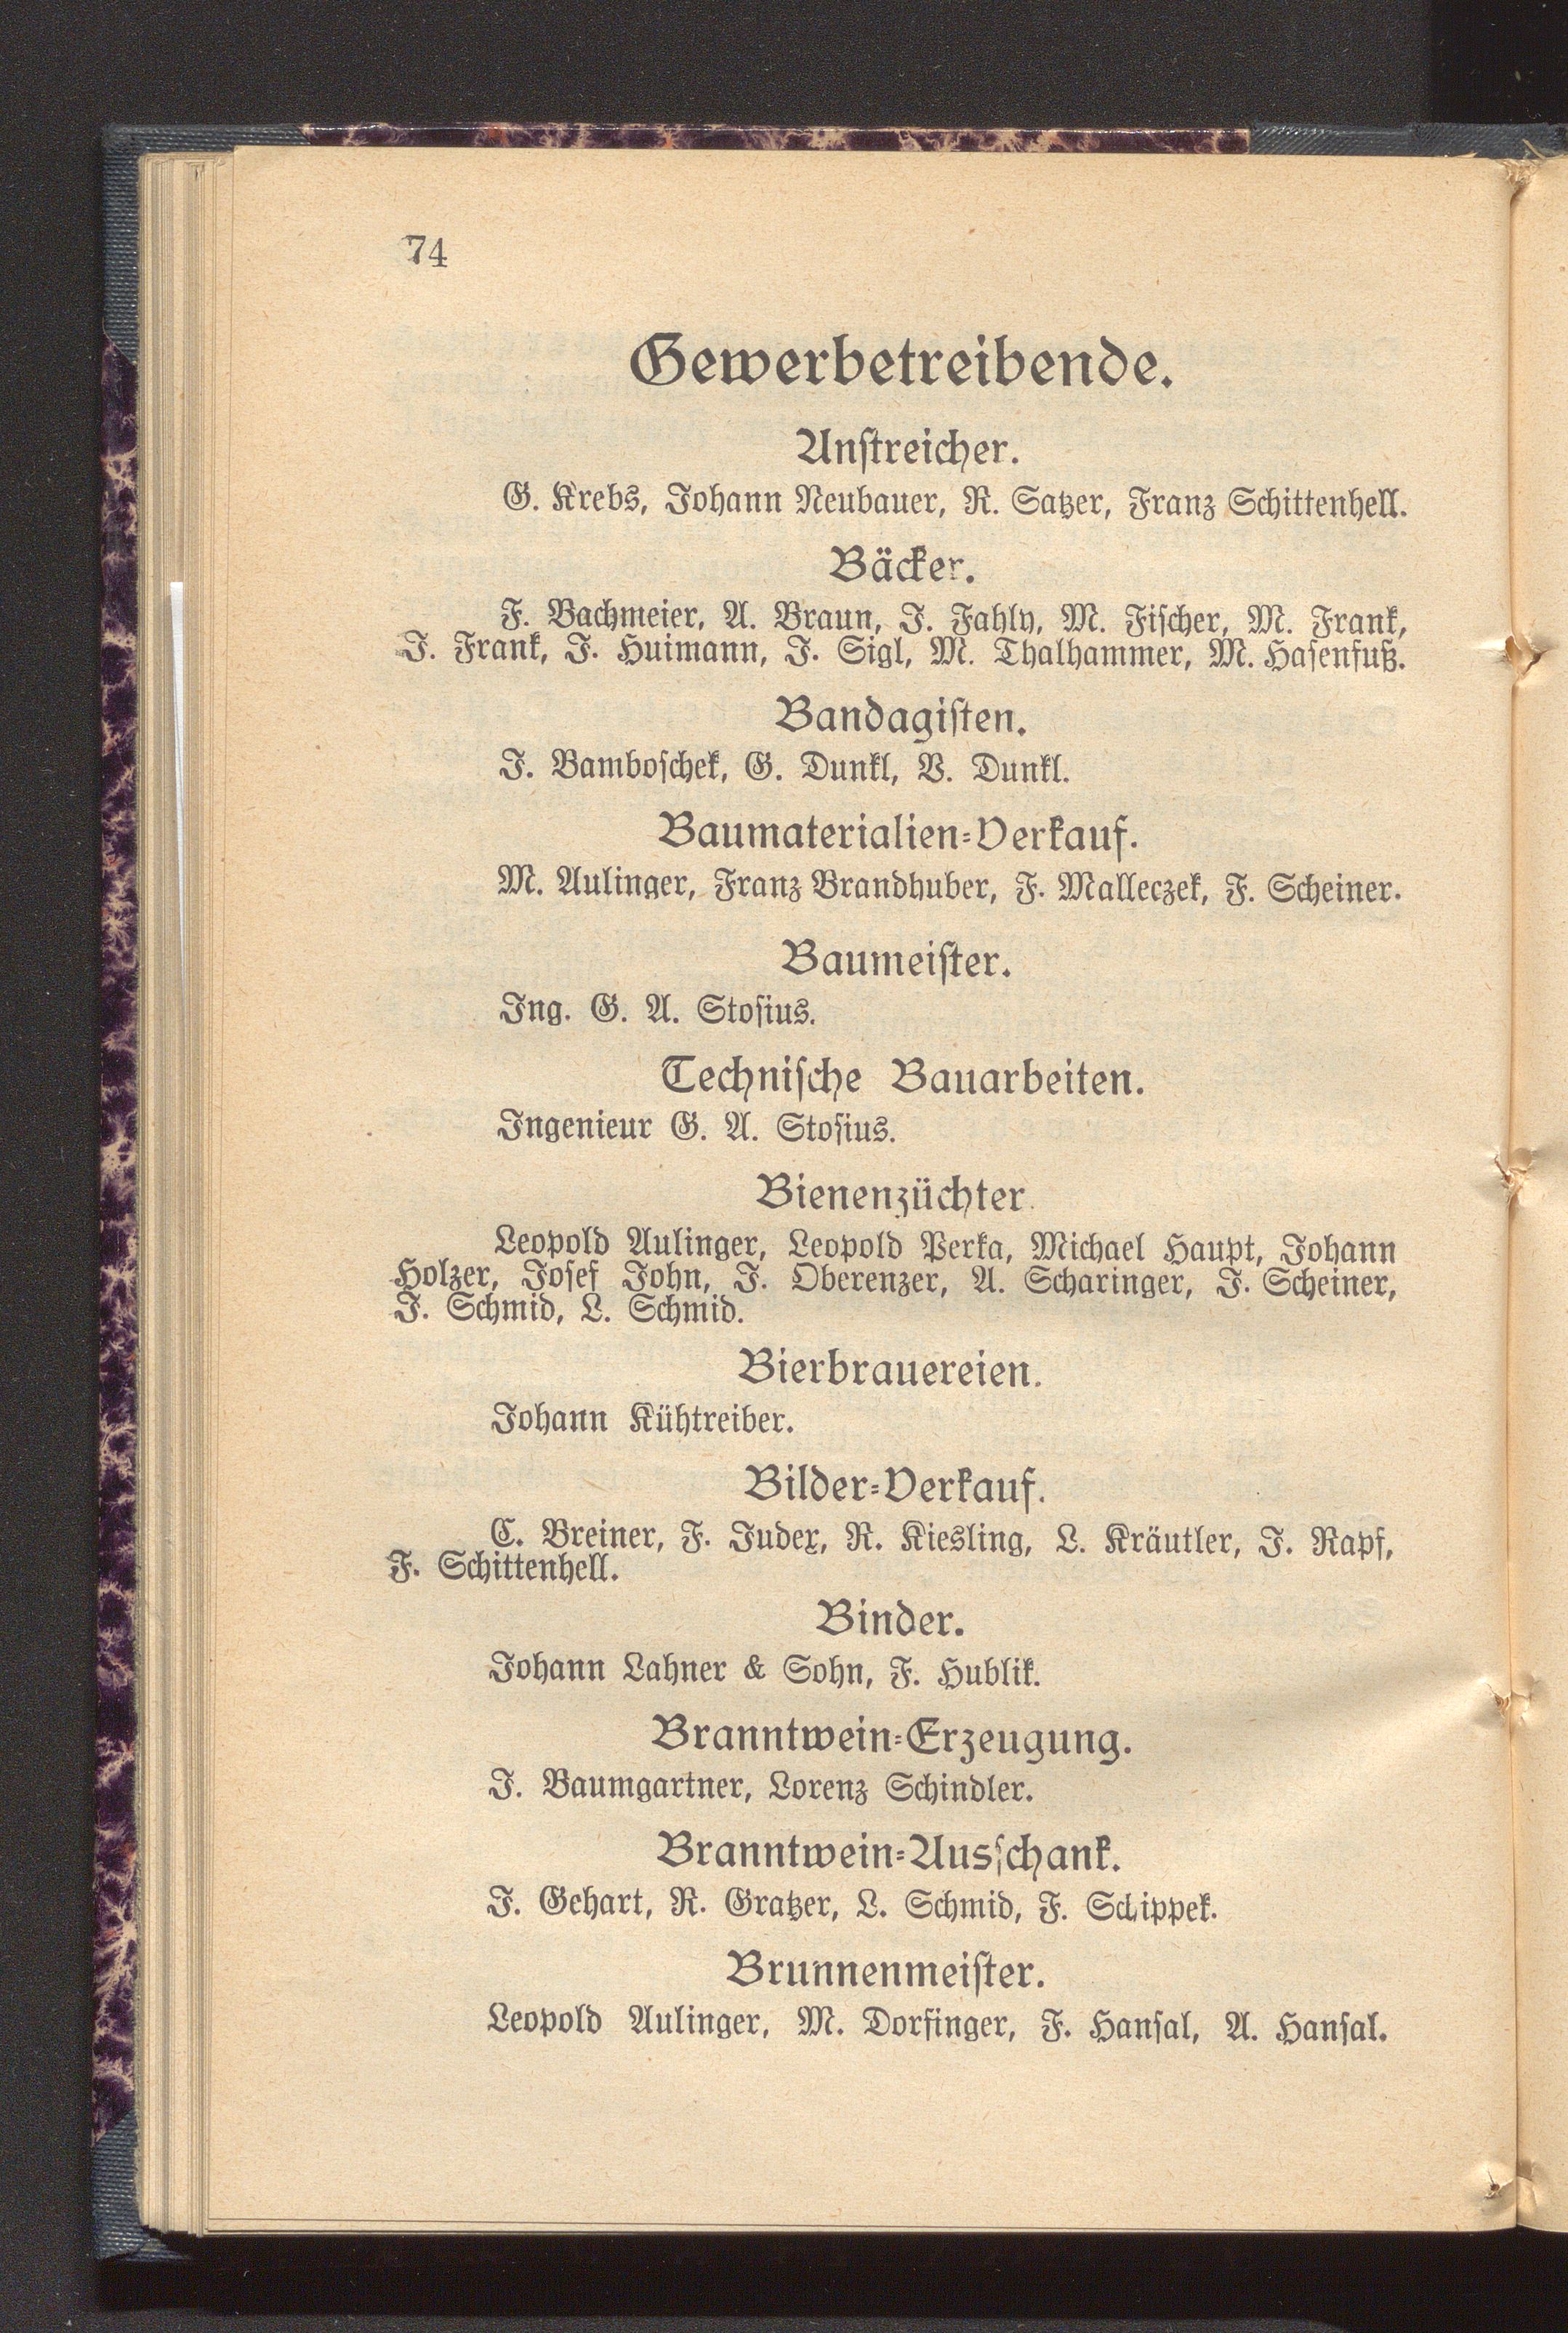 74
Gewerbetreibende.
Anstreicher.
G. Krebs, Johann Neubauer, R. Satzer, Franz Schittenhell.
Bäcker.
F. Bachmeier, A. Braun, J. Fahly, M. Fischer, M. Frank,
J. Frank, J. Huimann, J. Sigl, M. Thalhammer, M. Hasenfuß.
Bandagisten.
J. Bamboschek, G. Dunkl, V. Dunkl.
Baumaterialien-Verkauf.
M. Aulinger, Franz Brandhuber, F. Malleczek, F. Scheiner.
Baumeister.
Ing. G. A. Stosius.
Technische Bauarbeiten.
Ingenieur G. A. Stosius.
Bienenzüchter.
Leopold Aulinger, Leopold Perka, Michael Haupt, Johann
Holzer, Josef John, J. Oberenzer, A. Scharinger, J. Scheiner,
J. Schmid, L. Schmid.
Bierbrauereien.
Johann Kühtreiber.
Bilder-Verkauf.
C. Breiner, F. Judex, R. Kiesling, L. Kräutler, J. Rapf,
F. Schittenhell.
Binder.
Johann Lahner & Sohn, F. Hublik.
Branntwein-Erzeugung.
J. Baumgartner, Lorenz Schindler.
Branntwein-Ausschank.
J. Gehart, R. Gratzer, L. Schmid, F. Schippek.
Brunnenmeister.
Leopold Aulinger, M. Dorfinger, F. Hansal, A. Hansal.